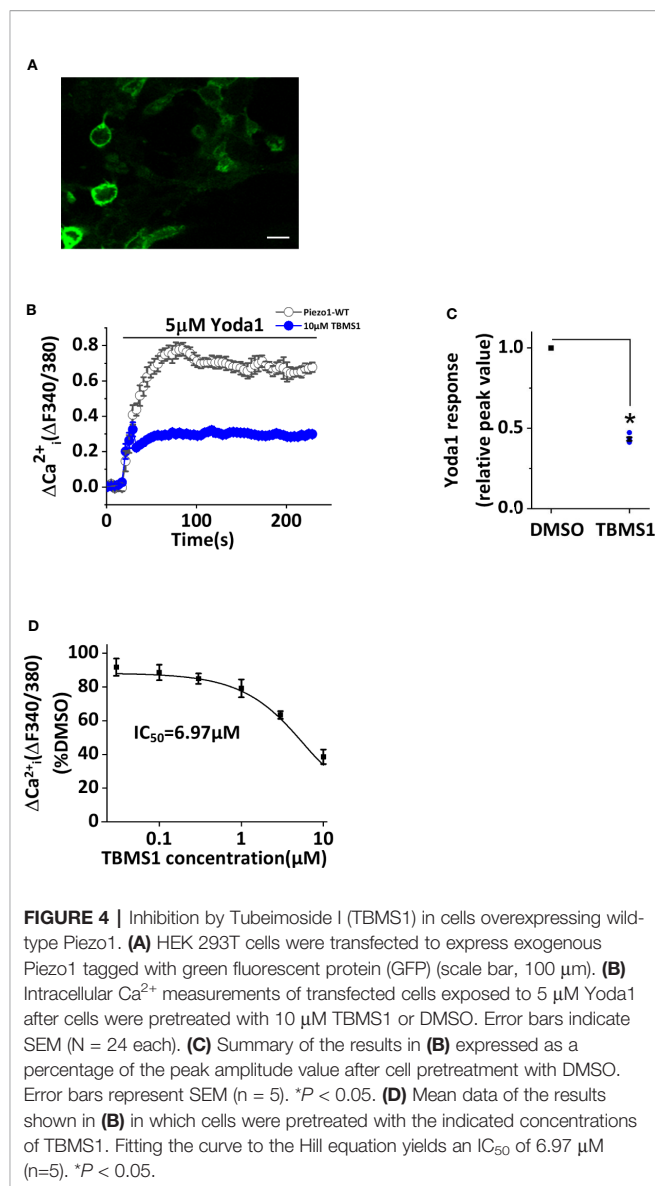 A
B
5μM Yoda1
Piezo1-WT
10μM TBMS1
ΔCa²⁺ᵢ(ΔF340/380)
0.8
0.6
0.4
0.2
0.0
0 100 200
Time(s)
C
Yoda1 response
(relative peak value)
1.0
0.5
0.0
*
DMSO TBMS1
D
ΔCa²⁺ᵢ(ΔF340/380)
(%DMSO)
100
80
60
40
20
0
IC₅₀=6.97μM
0.1 1 10
TBMS1 concentration(μM)
FIGURE 4 | Inhibition by Tubeimoside I (TBMS1) in cells overexpressing wild-
type Piezo1. (A) HEK 293T cells were transfected to express exogenous
Piezo1 tagged with green fluorescent protein (GFP) (scale bar, 100 μm). (B)
Intracellular Ca²⁺ measurements of transfected cells exposed to 5 μM Yoda1
after cells were pretreated with 10 μM TBMS1 or DMSO. Error bars indicate
SEM (N = 24 each). (C) Summary of the results in (B) expressed as a
percentage of the peak amplitude value after cell pretreatment with DMSO.
Error bars represent SEM (n = 5). *P < 0.05. (D) Mean data of the results
shown in (B) in which cells were pretreated with the indicated concentrations
of TBMS1. Fitting the curve to the Hill equation yields an IC₅₀ of 6.97 μM
(n=5). *P < 0.05.